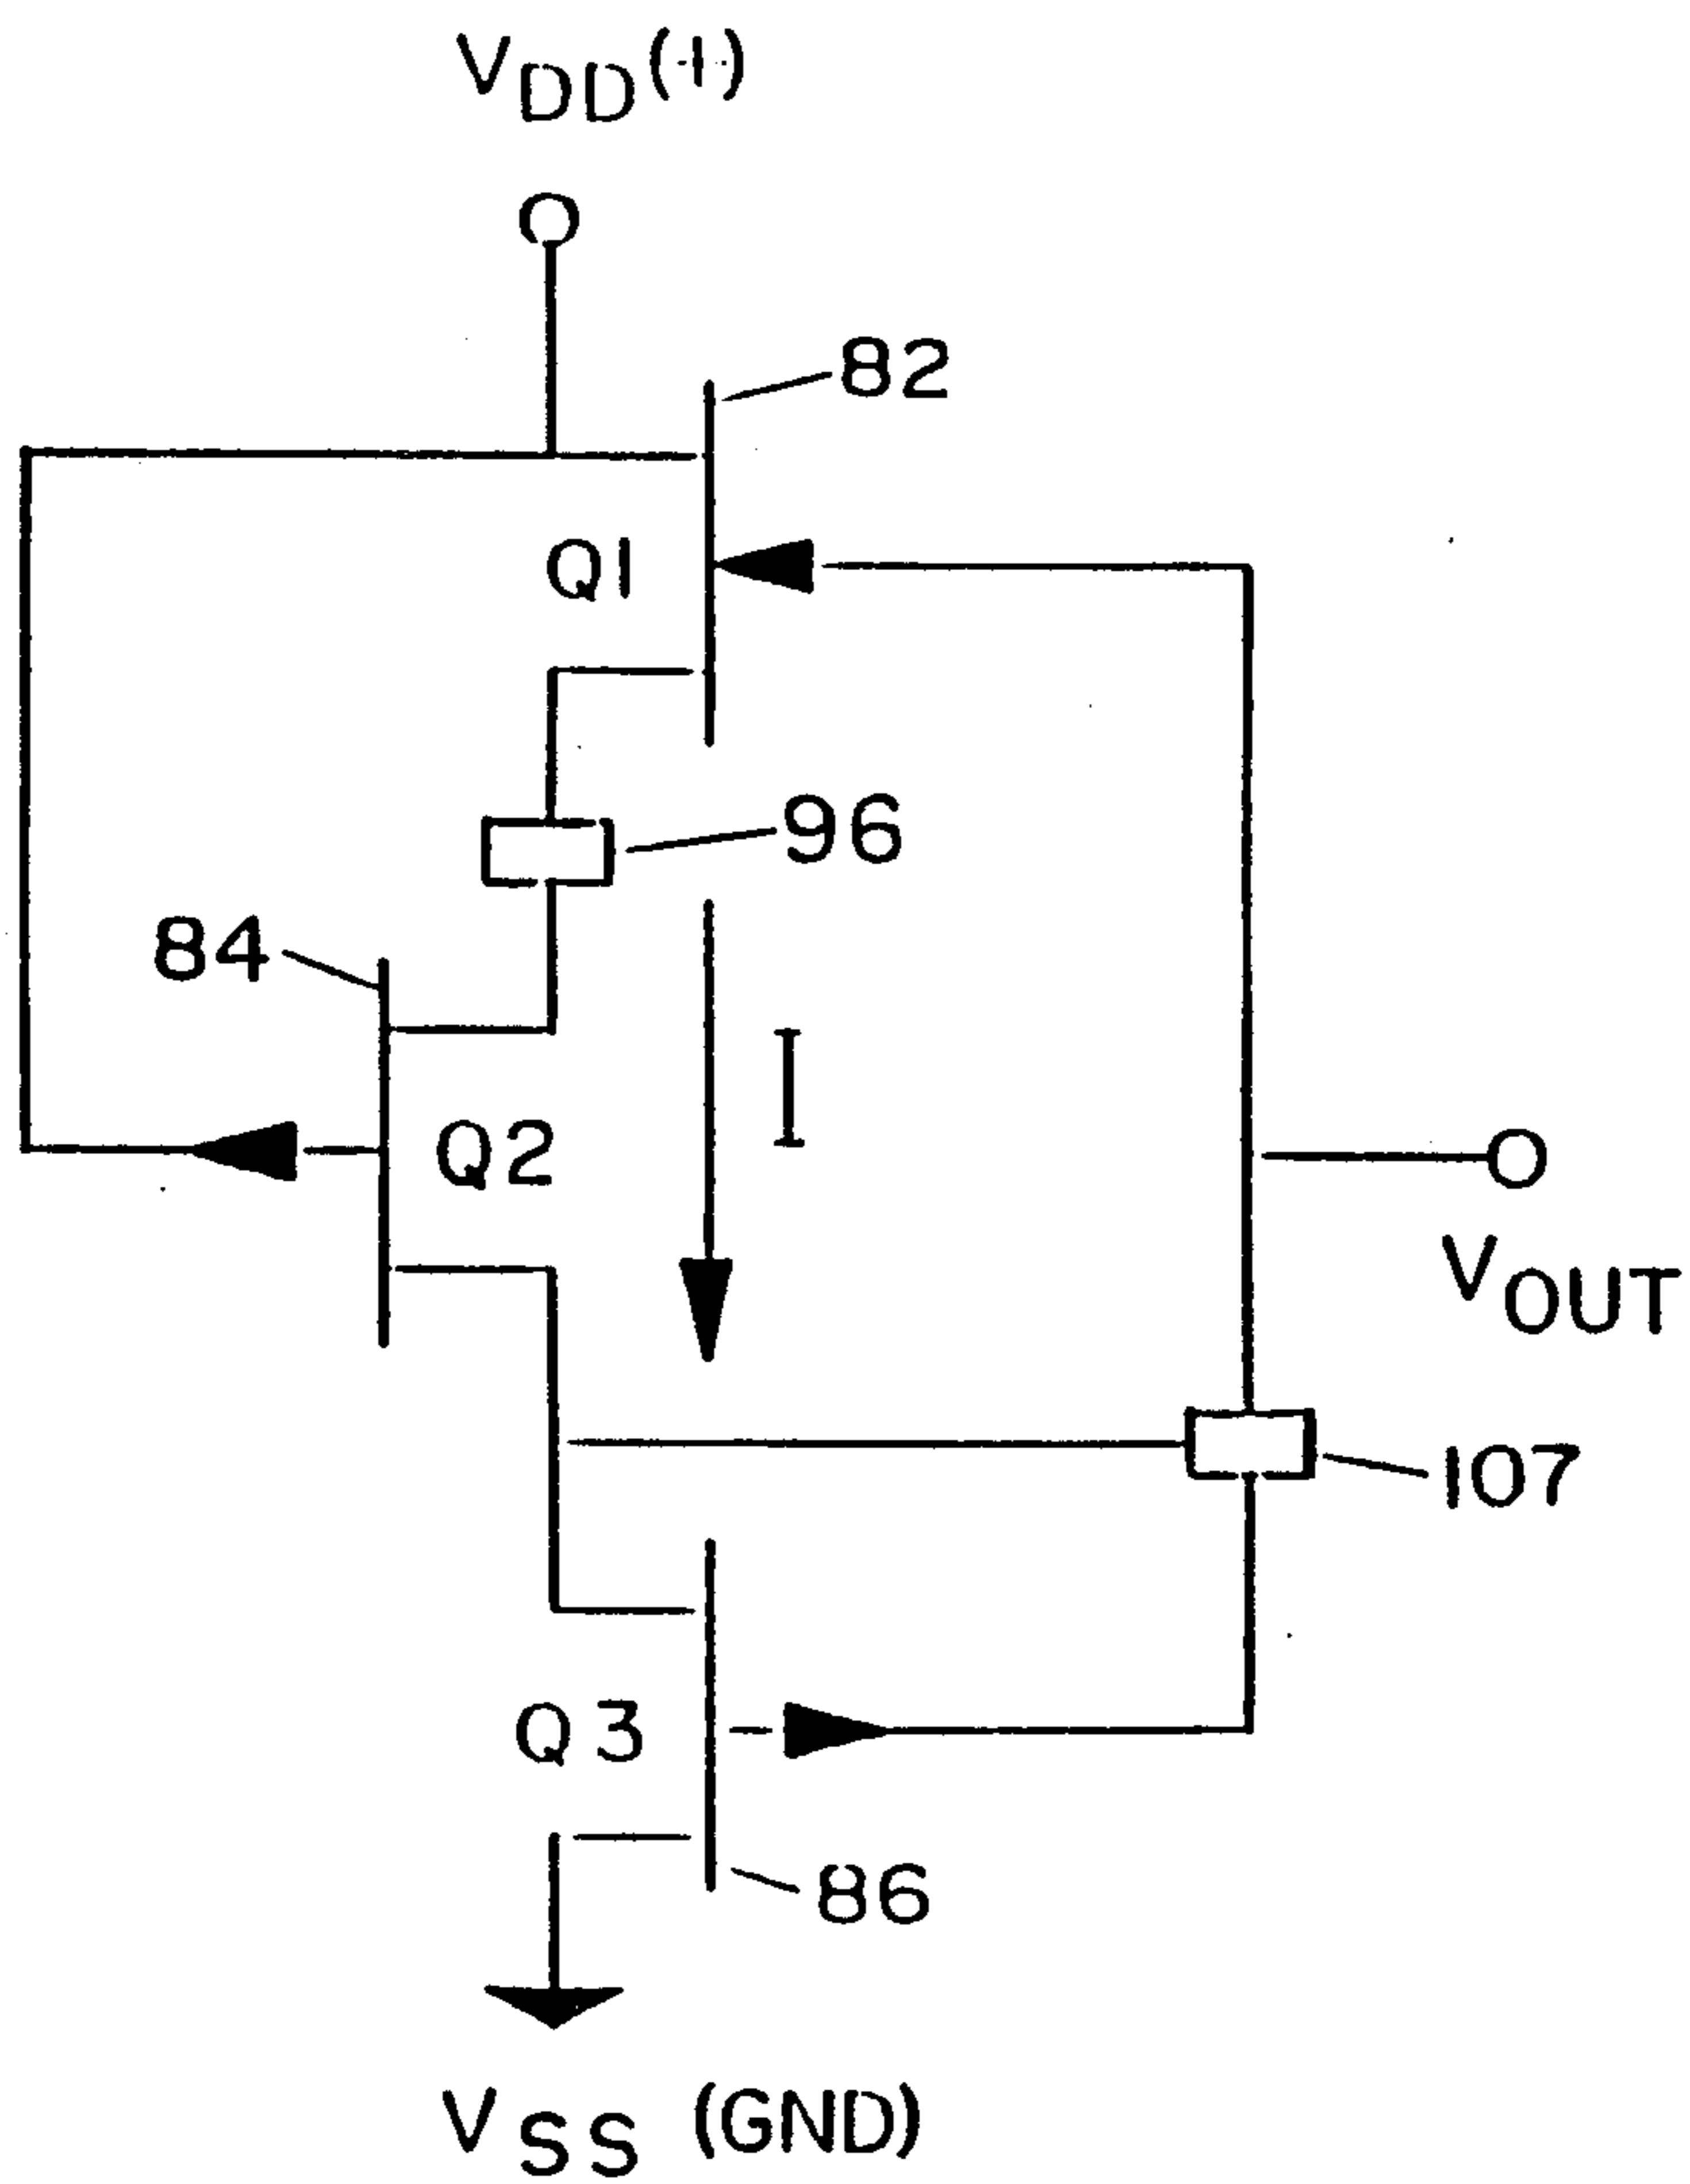 VDD(+)
82
Q1
96
84
I
Q2
VOUT
107
Q3
86
VSS (GND)